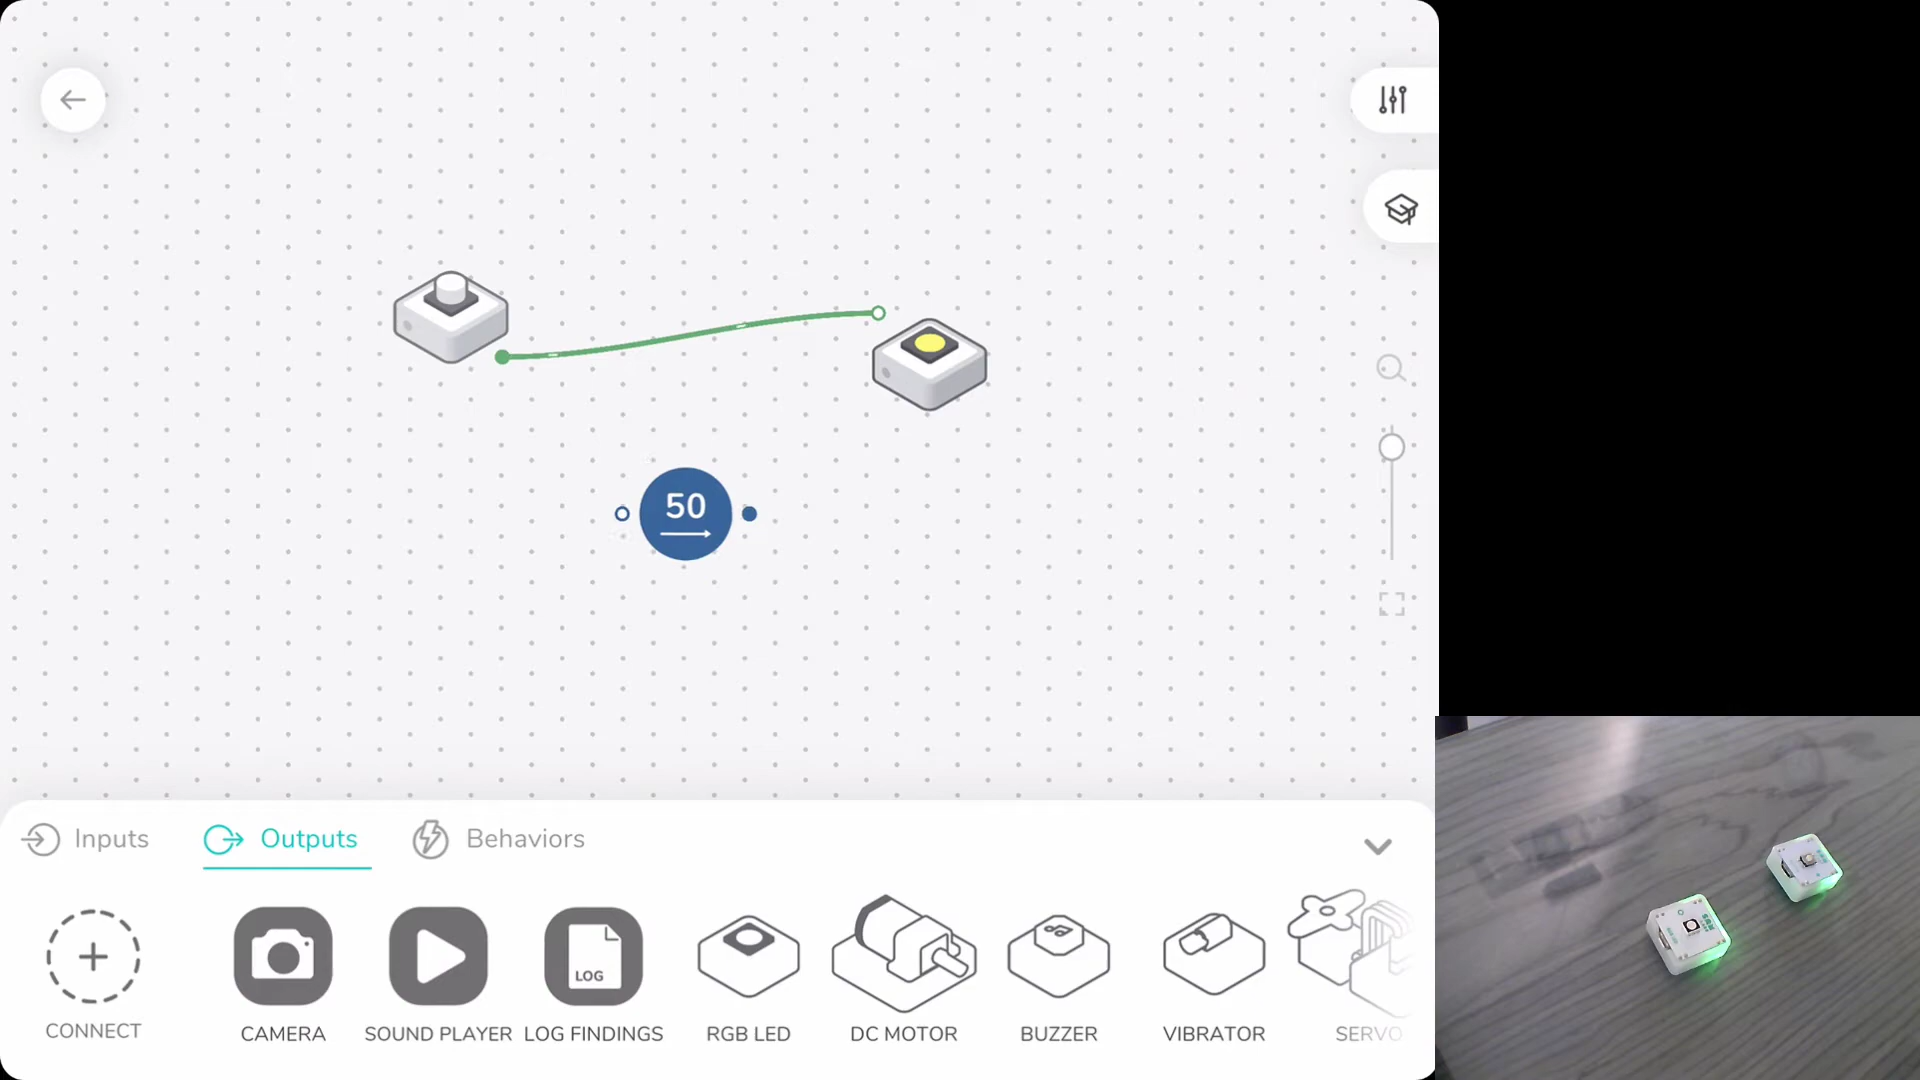 50
Inputs
Outputs
Behaviors
LOG
CONNECT
CAMERA
SOUND PLAYER
LOG FINDINGS
RGB LED
DC MOTOR
BUZZER
VIBRATOR
SERVO